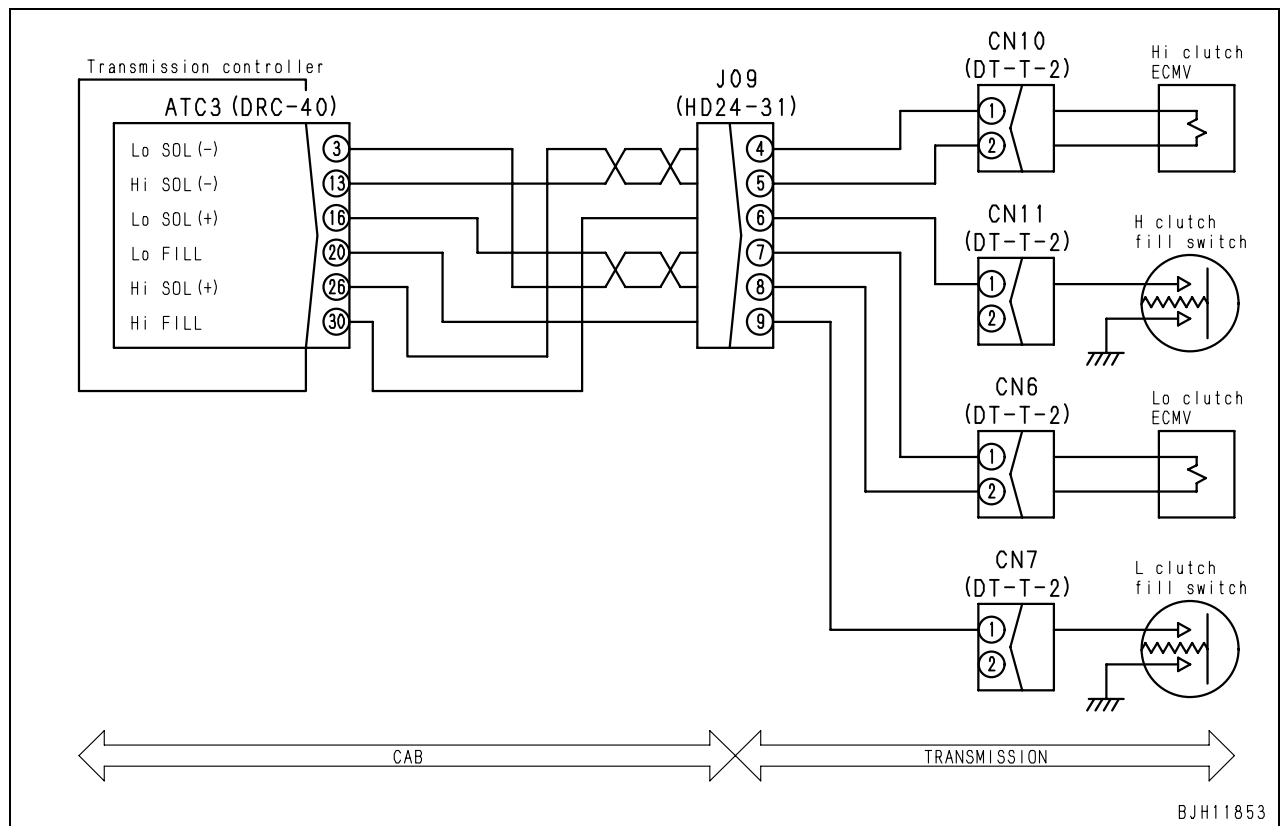 Transmission controller
ATC3 (DRC-40)
Lo SOL (-)
Hi SOL (-)
Lo SOL (+)
Lo FILL
Hi SOL (+)
Hi FILL
3
13
16
20
26
30
J09
(HD24-31)
4
5
6
7
8
9
CN10
(DT-T-2)
1
2
Hi clutch
ECMV
CN11
(DT-T-2)
1
2
H clutch
fill switch
CN6
(DT-T-2)
1
2
Lo clutch
ECMV
CN7
(DT-T-2)
1
2
L clutch
fill switch
CAB
TRANSMISSION
BJH11853